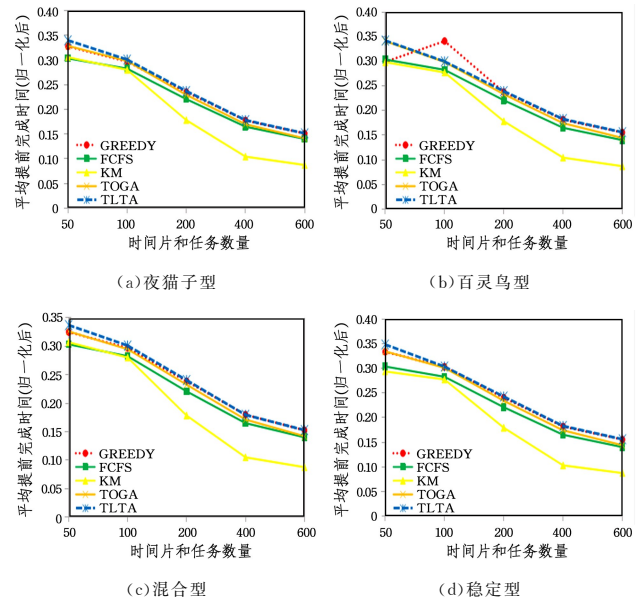 平均提前完成时间(归一化后)
0.40
0.35
0.30
0.25
0.20
0.15
0.10
0.05
0
GREEDY
FCFS
KM
TOGA
TLTA
50 100 200 400 600
时间片和任务数量
(a)夜猫子型
平均提前完成时间(归一化后)
0.40
0.35
0.30
0.25
0.20
0.15
0.10
0.05
0
GREEDY
FCFS
KM
TOGA
TLTA
50 100 200 400 600
时间片和任务数量
(b)百灵鸟型
平均提前完成时间(归一化后)
0.35
0.30
0.25
0.20
0.15
0.10
0.05
0
GREEDY
FCFS
KM
TOGA
TLTA
50 100 200 400 600
时间片和任务数量
(c)混合型
平均提前完成时间(归一化后)
0.40
0.35
0.30
0.25
0.20
0.15
0.10
0.05
0
GREEDY
FCFS
KM
TOGA
TLTA
50 100 200 400 600
时间片和任务数量
(d)稳定型